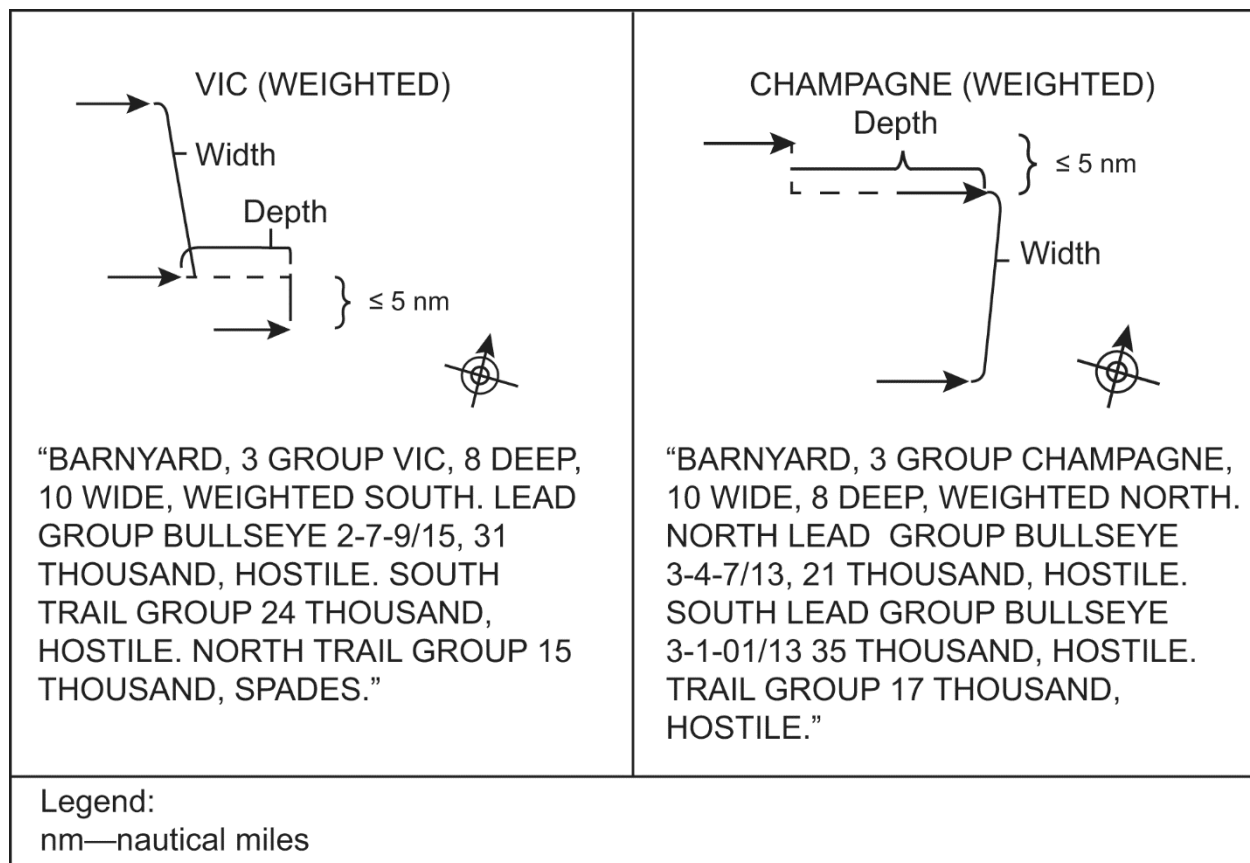 VIC (WEIGHTED)
Width
Depth
≤ 5 nm
“BARNYARD, 3 GROUP VIC, 8 DEEP,
10 WIDE, WEIGHTED SOUTH. LEAD
GROUP BULLSEYE 2-7-9/15, 31
THOUSAND, HOSTILE. SOUTH
TRAIL GROUP 24 THOUSAND,
HOSTILE. NORTH TRAIL GROUP 15
THOUSAND, SPADES.”
CHAMPAGNE (WEIGHTED)
Depth
≤ 5 nm
Width
“BARNYARD, 3 GROUP CHAMPAGNE,
10 WIDE, 8 DEEP, WEIGHTED NORTH.
NORTH LEAD GROUP BULLSEYE
3-4-7/13, 21 THOUSAND, HOSTILE.
SOUTH LEAD GROUP BULLSEYE
3-1-01/13 35 THOUSAND, HOSTILE.
TRAIL GROUP 17 THOUSAND,
HOSTILE.”
Legend:
nm—nautical miles